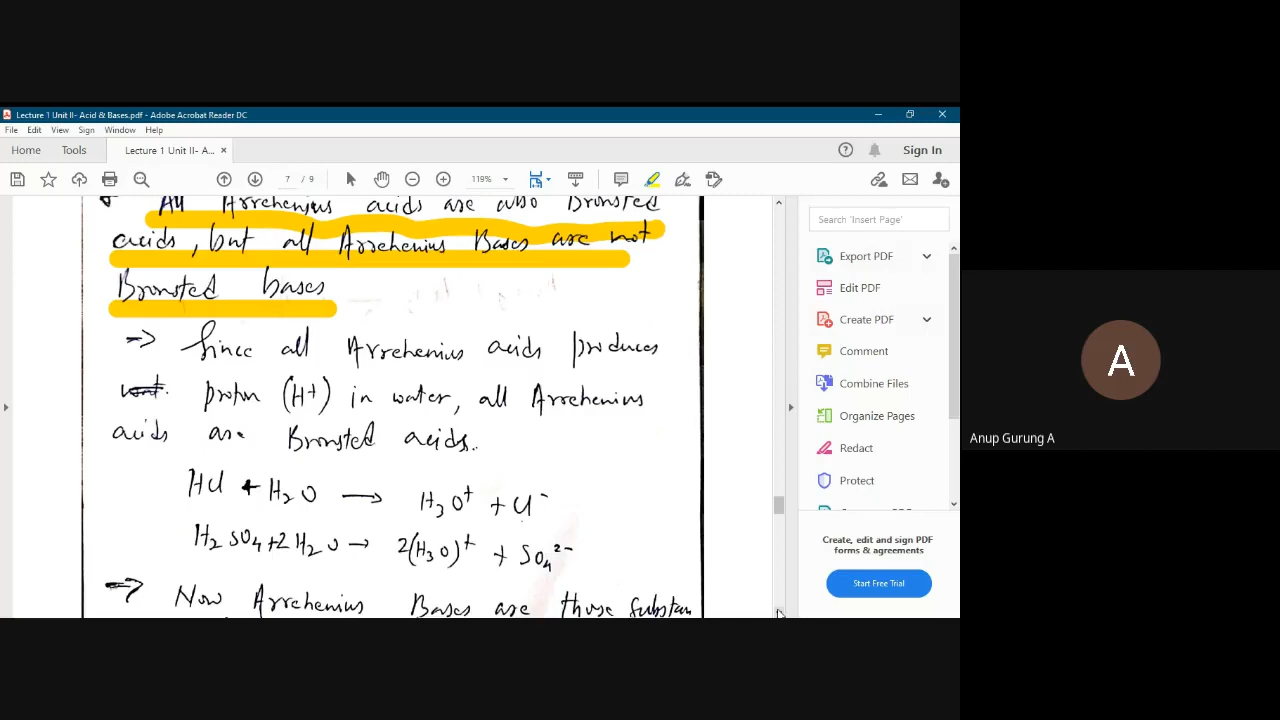 Lecture 1 Unit II- Acid & Bases.pdf - Adobe Acrobat Reader DC
File Edit View Sign Window Help
Home Tools Lecture 1 Unit II- A... × Sign In
7 / 9 119%
All Arrehenius acids are also Bronsted
acids, but all Arrehenius Bases are not
Bronsted bases
⇒ Since all Arrehenius acids produces
proton (H+) in water, all Arrehenius
acids are Bronsted acids.
HCl + H2O → H3O+ + Cl-
H2SO4 + 2H2O → 2(H3O)+ + SO4 2-
⇒ Now Arrehenius Bases are those substan
Search 'Insert Page'
Export PDF
Edit PDF
Create PDF
Comment
Combine Files
Organize Pages
Redact
Protect
Create, edit and sign PDF
forms & agreements
Start Free Trial
A
Anup Gurung A